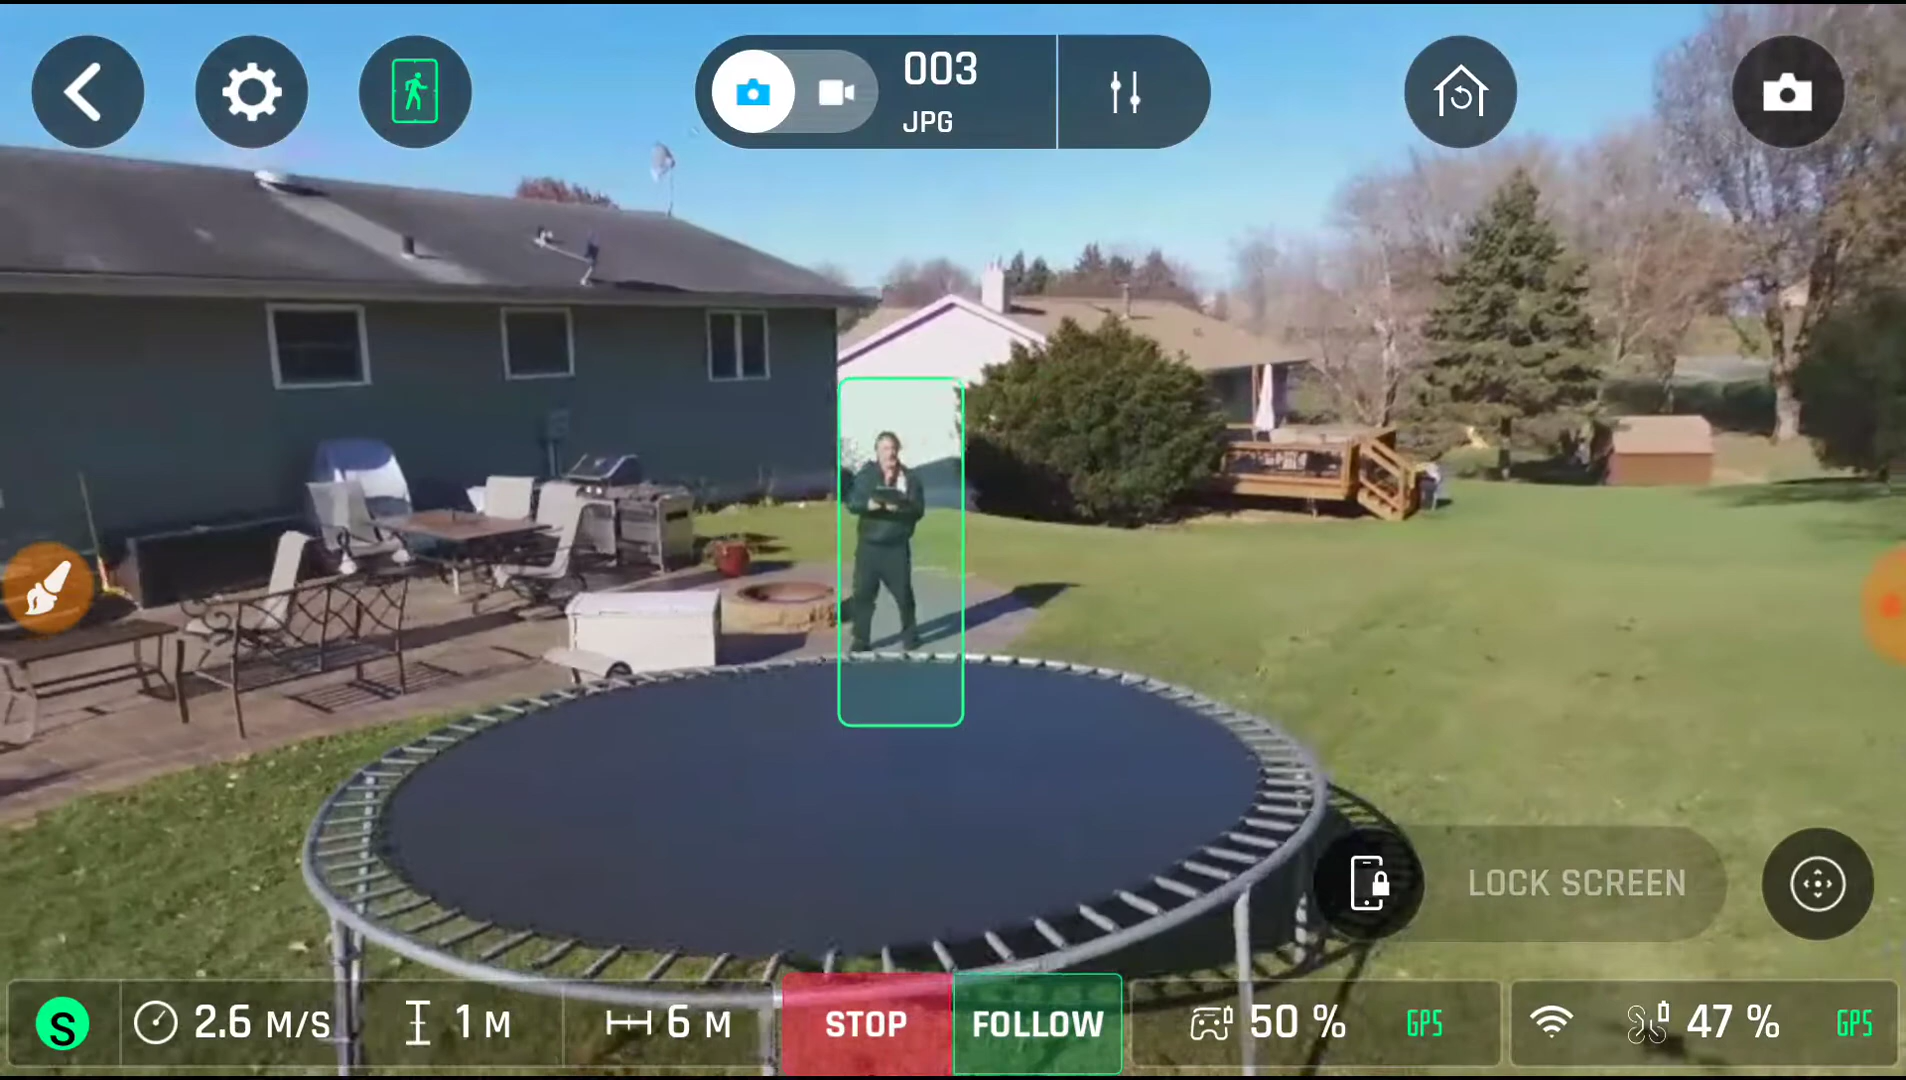 003
JPG
LOCK SCREEN
S
2.6 M/S
1 M
6 M
STOP
FOLLOW
50 %
GPS
47 %
GPS